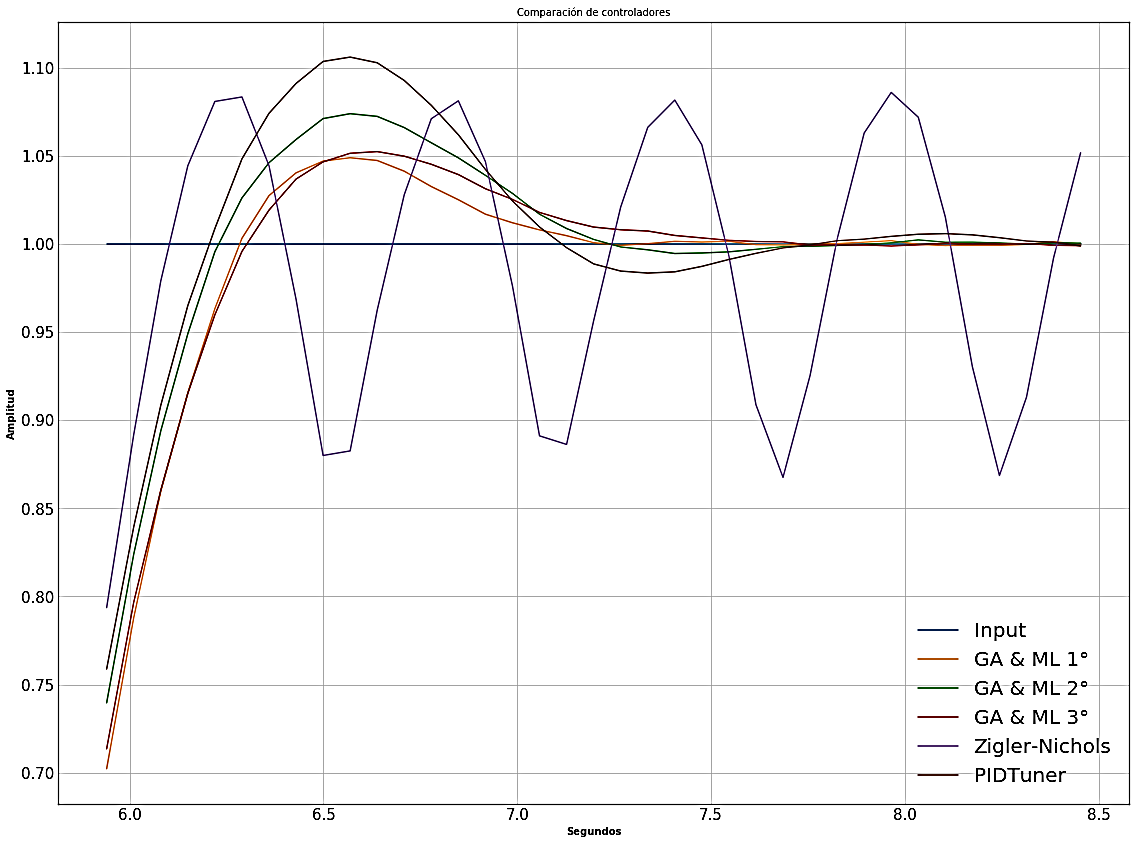 Comparación de controladores
1.10
1.05
1.00
0.95
0.90
0.85
0.80
0.75
0.70
Amplitud
6.0 6.5 7.0 7.5 8.0 8.5
Segundos
Input
GA & ML 1°
GA & ML 2°
GA & ML 3°
Zigler-Nichols
PIDTuner